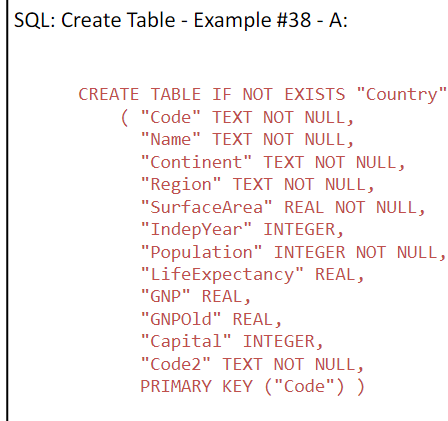 SQL: Create Table - Example #38 - A:
CREATE TABLE IF NOT EXISTS "Country"
( "Code" TEXT NOT NULL,
"Name" TEXT NOT NULL,
"Continent" TEXT NOT NULL,
"Region" TEXT NOT NULL,
"SurfaceArea" REAL NOT NULL,
"IndepYear" INTEGER,
"Population" INTEGER NOT NULL,
"LifeExpectancy" REAL,
"GNP" REAL,
"GNPOld" REAL,
"Capital" INTEGER,
"Code2" TEXT NOT NULL,
PRIMARY KEY ("Code") )